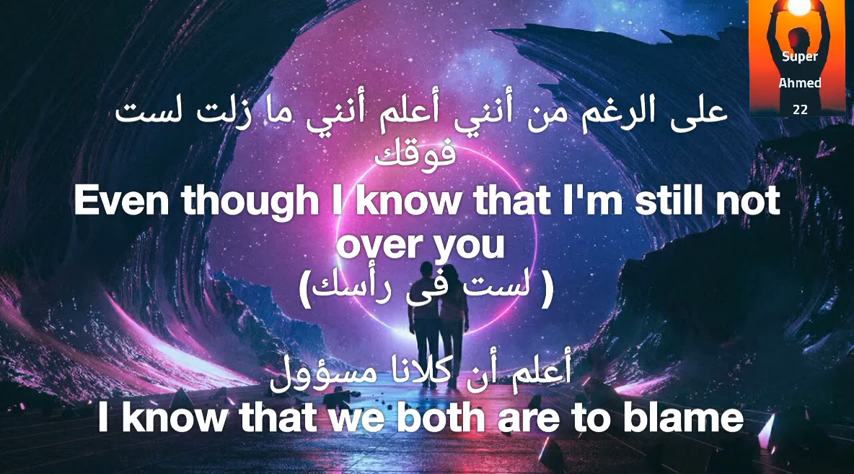 Super
Ahmed
22
على الرغم من أنني أعلم أنني ما زلت لست
فوقك
Even though I know that I'm still not
over you
( لست فى رأسك)
أعلم أن كلانا مسؤول
I know that we both are to blame